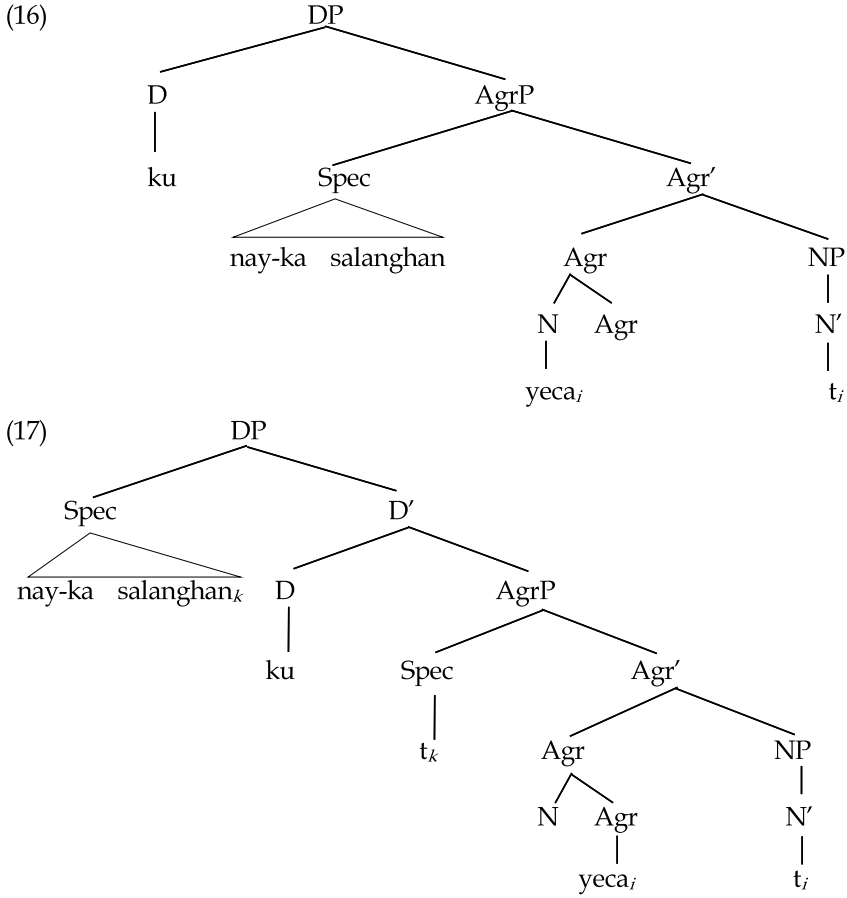 (16) DP
D AgrP
ku Spec Agr′
nay-ka salanghan Agr NP
N Agr N′
yecaᵢ tᵢ
(17) DP
Spec D′
nay-ka salanghanₖ D AgrP
ku Spec Agr′
tₖ Agr NP
N Agr N′
yecaᵢ tᵢ